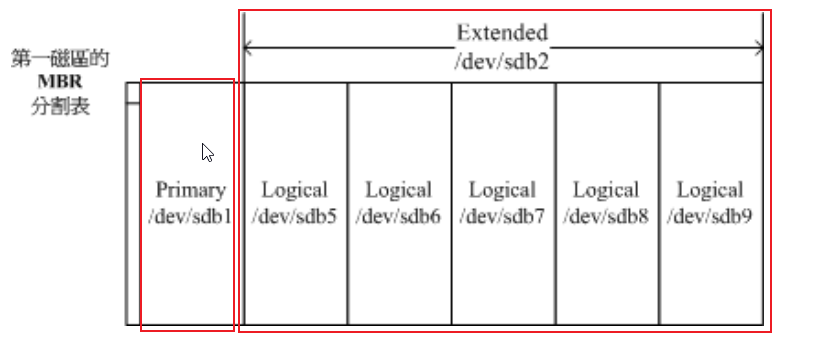 第一磁區的
MBR
分割表
Extended
/dev/sdb2
Primary
/dev/sdb1
Logical
/dev/sdb5
Logical
/dev/sdb6
Logical
/dev/sdb7
Logical
/dev/sdb8
Logical
/dev/sdb9